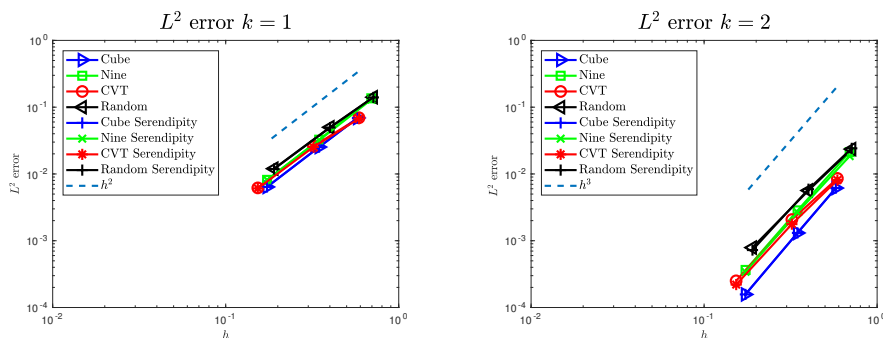 L² error k = 1
10⁰
10⁻¹
10⁻²
10⁻³
10⁻⁴
L² error
Cube
Nine
CVT
Random
Cube Serendipity
Nine Serendipity
CVT Serendipity
Random Serendipity
h²
10⁻² 10⁻¹ 10⁰
h
L² error k = 2
10⁰
10⁻¹
10⁻²
10⁻³
10⁻⁴
L² error
Cube
Nine
CVT
Random
Cube Serendipity
Nine Serendipity
CVT Serendipity
Random Serendipity
h³
10⁻² 10⁻¹ 10⁰
h